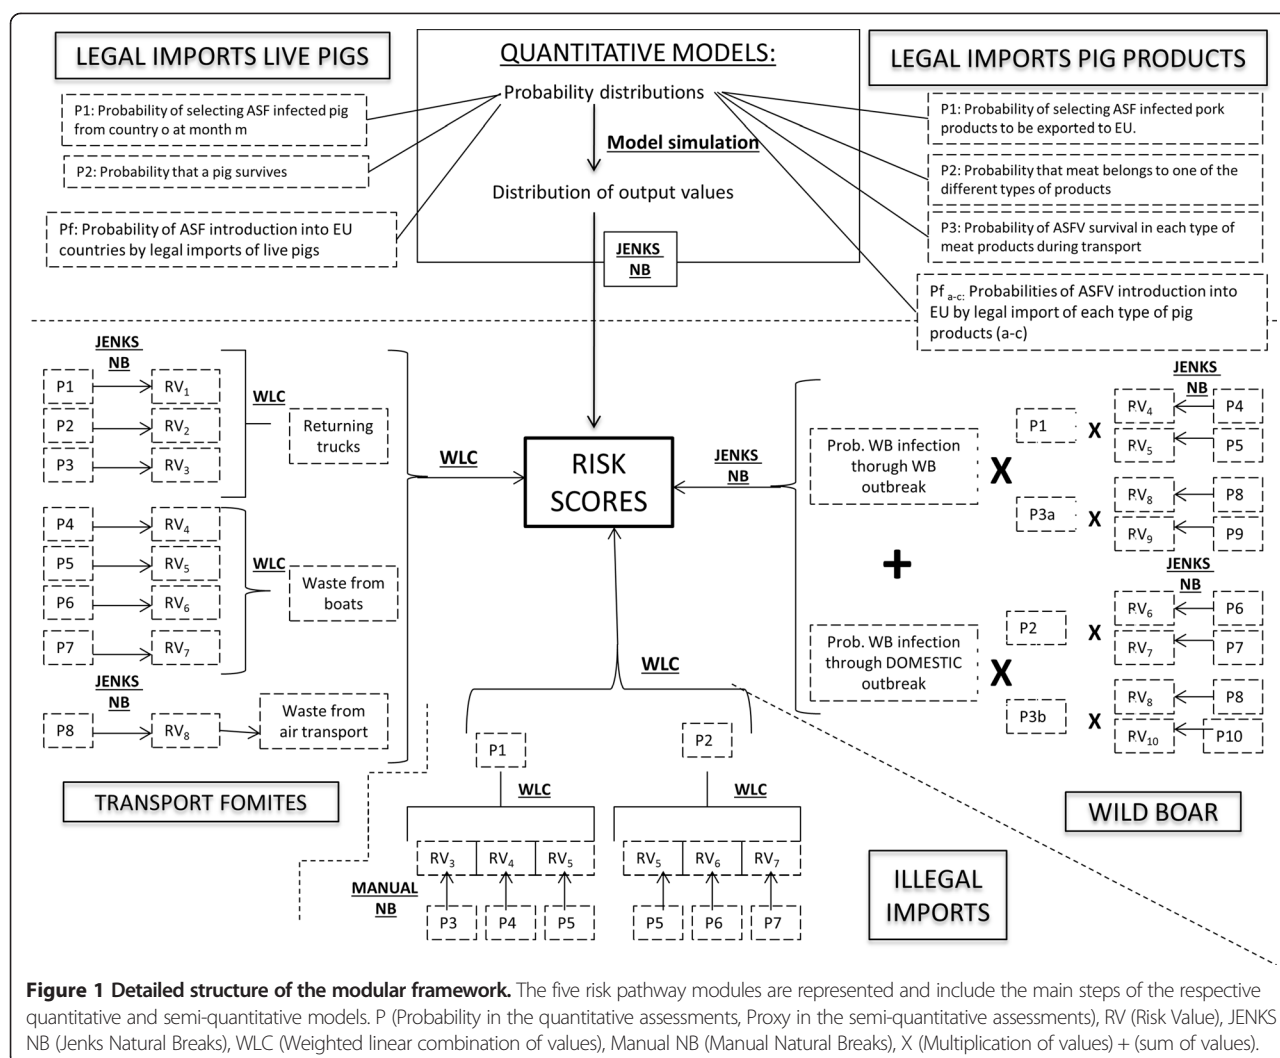 LEGAL IMPORTS LIVE PIGS
QUANTITATIVE MODELS:
LEGAL IMPORTS PIG PRODUCTS
Probability distributions
Model simulation
Distribution of output values
JENKS
NB
P1: Probability of selecting ASF infected pig
from country o at month m
P2: Probability that a pig survives
Pf: Probability of ASF introduction into EU
countries by legal imports of live pigs
P1: Probability of selecting ASF infected pork
products to be exported to EU.
P2: Probability that meat belongs to one of the
different types of products
P3: Probability of ASFV survival in each type of
meat products during transport
Pf a-c: Probabilities of ASFV introduction into
EU by legal import of each type of pig
products (a-c)
JENKS
NB
P1 RV1
P2 RV2
P3 RV3
WLC
Returning
trucks
P4 RV4
P5 RV5
P6 RV6
P7 RV7
WLC
Waste from
boats
JENKS
NB
P8 RV8
Waste from
air transport
TRANSPORT FOMITES
WLC
RISK
SCORES
JENKS
NB
Prob. WB infection
thorugh WB
outbreak
X
P1 X
P3a X
JENKS
NB
RV4 P4
RV5 P5
RV8 P8
RV9 P9
+
Prob. WB infection
through DOMESTIC
outbreak
X
P2 X
P3b X
JENKS
NB
RV6 P6
RV7 P7
RV8 P8
RV10 P10
WILD BOAR
WLC
P1 P2
WLC WLC
RV3 RV4 RV5 RV5 RV6 RV7
MANUAL
NB
P3 P4 P5 P5 P6 P7
ILLEGAL
IMPORTS
Figure 1 Detailed structure of the modular framework. The five risk pathway modules are represented and include the main steps of the respective
quantitative and semi-quantitative models. P (Probability in the quantitative assessments, Proxy in the semi-quantitative assessments), RV (Risk Value), JENKS
NB (Jenks Natural Breaks), WLC (Weighted linear combination of values), Manual NB (Manual Natural Breaks), X (Multiplication of values) + (sum of values).